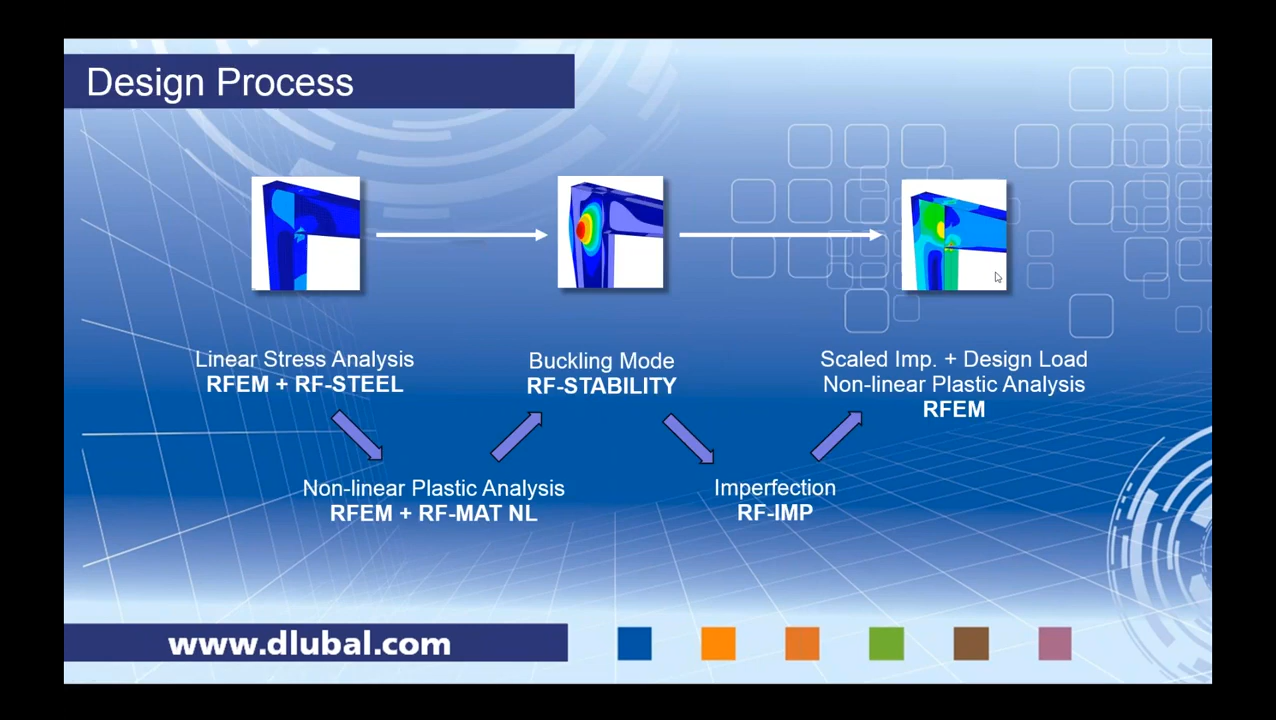 Design Process
Linear Stress Analysis
RFEM + RF-STEEL
Buckling Mode
RF-STABILITY
Scaled Imp. + Design Load
Non-linear Plastic Analysis
RFEM
Non-linear Plastic Analysis
RFEM + RF-MAT NL
Imperfection
RF-IMP
www.dlubal.com